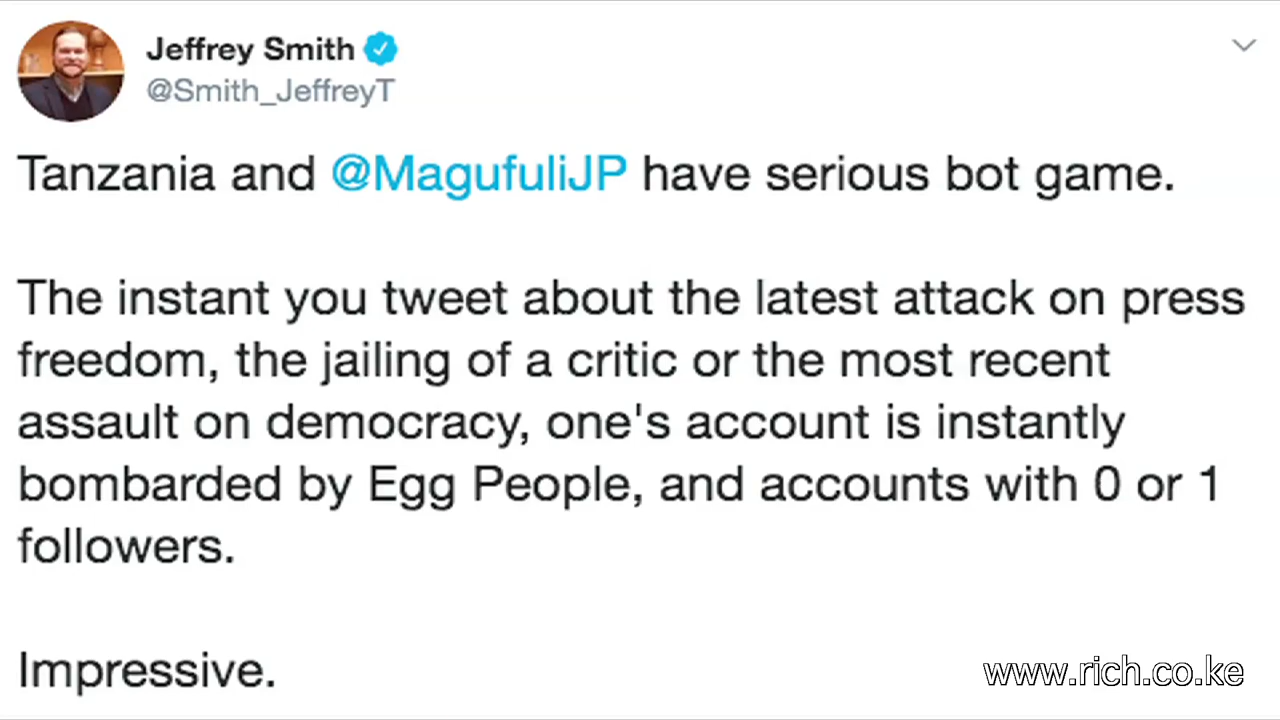 Jeffrey Smith
@Smith_JeffreyT
Tanzania and @MagufuliJP have serious bot game.
The instant you tweet about the latest attack on press
freedom, the jailing of a critic or the most recent
assault on democracy, one's account is instantly
bombarded by Egg People, and accounts with 0 or 1
followers.
Impressive.
www.rich.co.ke